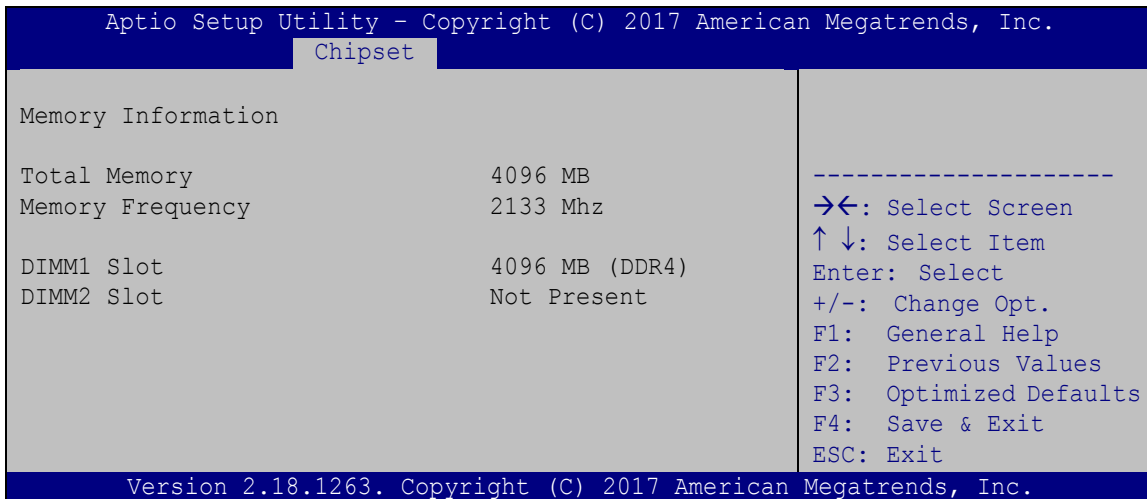 Aptio Setup Utility – Copyright (C) 2017 American Megatrends, Inc.
Chipset
Memory Information
Total Memory 4096 MB
Memory Frequency 2133 Mhz
DIMM1 Slot 4096 MB (DDR4)
DIMM2 Slot Not Present
---------------------
→←: Select Screen
↑ ↓: Select Item
Enter: Select
+/-: Change Opt.
F1: General Help
F2: Previous Values
F3: Optimized Defaults
F4: Save & Exit
ESC: Exit
Version 2.18.1263. Copyright (C) 2017 American Megatrends, Inc.